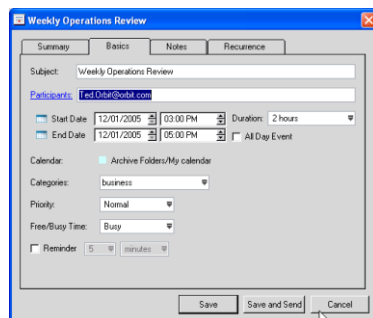 Weekly Operations Review
Summary Basics Notes Recurrence
Subject: Weekly Operations Review
Participants: Ted.Orbit@orbit.com
Start Date 12/01/2005 03:00 PM Duration: 2 hours
End Date 12/01/2005 05:00 PM All Day Event
Calendar: Archive Folders/My calendar
Categories: business
Priority: Normal
Free/Busy Time: Busy
Reminder 5 minutes
Save Save and Send Cancel